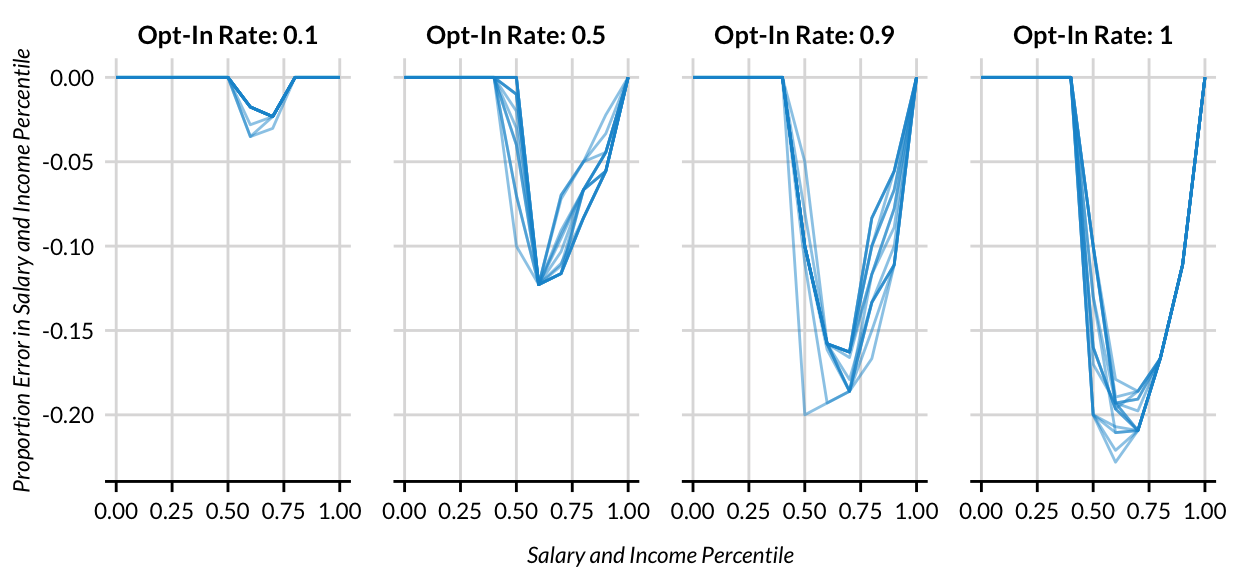 Opt-In Rate: 0.1 Opt-In Rate: 0.5 Opt-In Rate: 0.9 Opt-In Rate: 1
Proportion Error in Salary and Income Percentile
0.00
-0.05
-0.10
-0.15
-0.20
0.00 0.25 0.50 0.75 1.00 0.00 0.25 0.50 0.75 1.00 0.00 0.25 0.50 0.75 1.00 0.00 0.25 0.50 0.75 1.00
Salary and Income Percentile